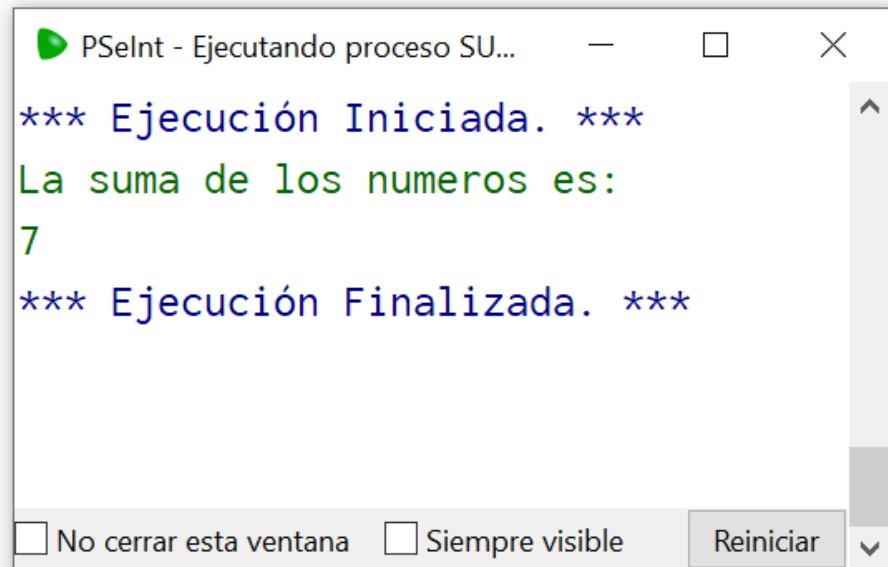 PSeInt - Ejecutando proceso SU...
*** Ejecución Iniciada. ***
La suma de los numeros es:
7
*** Ejecución Finalizada. ***
No cerrar esta ventana Siempre visible Reiniciar